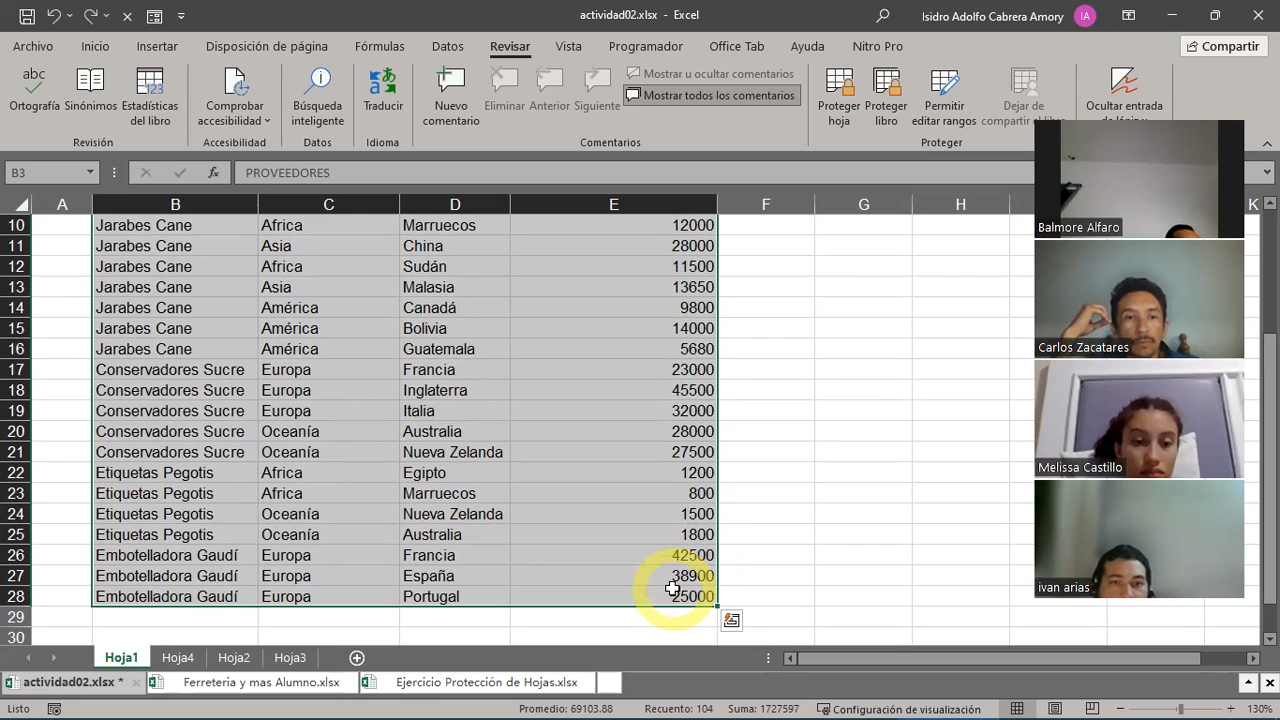 actividad02.xlsx - Excel
Isidro Adolfo Cabrera Amory
IA
Archivo Inicio Insertar Disposición de página Fórmulas Datos Revisar Vista Programador Office Tab Ayuda Nitro Pro
Compartir
abc
Ortografía
Sinónimos
123
Estadísticas del libro
Revisión
Comprobar accesibilidad
Accesibilidad
Búsqueda inteligente
Datos
Traducir
Idioma
Nuevo comentario
Eliminar
Anterior
Siguiente
Mostrar u ocultar comentarios
Mostrar todos los comentarios
Comentarios
Proteger hoja
Proteger libro
Permitir editar rangos
Dejar de compartir el libro
Proteger
Ocultar entrada
B3
fx
PROVEEDORES
A B C D E F G H K
10 Jarabes Cane Africa Marruecos 12000
11 Jarabes Cane Asia China 28000
12 Jarabes Cane Africa Sudán 11500
13 Jarabes Cane Asia Malasia 13650
14 Jarabes Cane América Canadá 9800
15 Jarabes Cane América Bolivia 14000
16 Jarabes Cane América Guatemala 5680
17 Conservadores Sucre Europa Francia 23000
18 Conservadores Sucre Europa Inglaterra 45500
19 Conservadores Sucre Europa Italia 32000
20 Conservadores Sucre Oceanía Australia 28000
21 Conservadores Sucre Oceanía Nueva Zelanda 27500
22 Etiquetas Pegotis Africa Egipto 1200
23 Etiquetas Pegotis Africa Marruecos 800
24 Etiquetas Pegotis Oceanía Nueva Zelanda 1500
25 Etiquetas Pegotis Oceanía Australia 1800
26 Embotelladora Gaudí Europa Francia 42500
27 Embotelladora Gaudí Europa España 38900
28 Embotelladora Gaudí Europa Portugal 25000
29
30
Balmore Alfaro
Carlos Zacatares
Melissa Castillo
ivan arias
Hoja1 Hoja4 Hoja2 Hoja3
actividad02.xlsx * Ferreteria y mas Alumno.xlsx Ejercicio Protección de Hojas.xlsx
Listo Promedio: 69103.88 Recuento: 104 Suma: 1727597 Configuración de visualización 130%